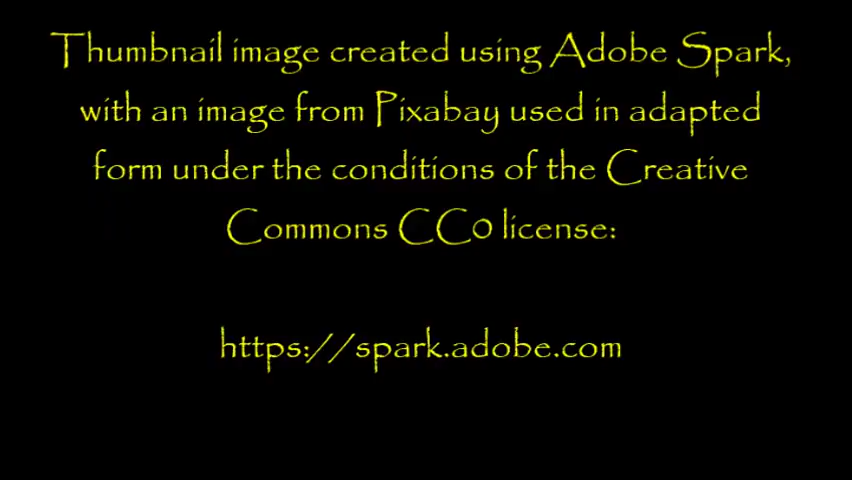 Thumbnail image created using Adobe Spark,
with an image from Pixabay used in adapted
form under the conditions of the Creative
Commons CC0 license:
https://spark.adobe.com